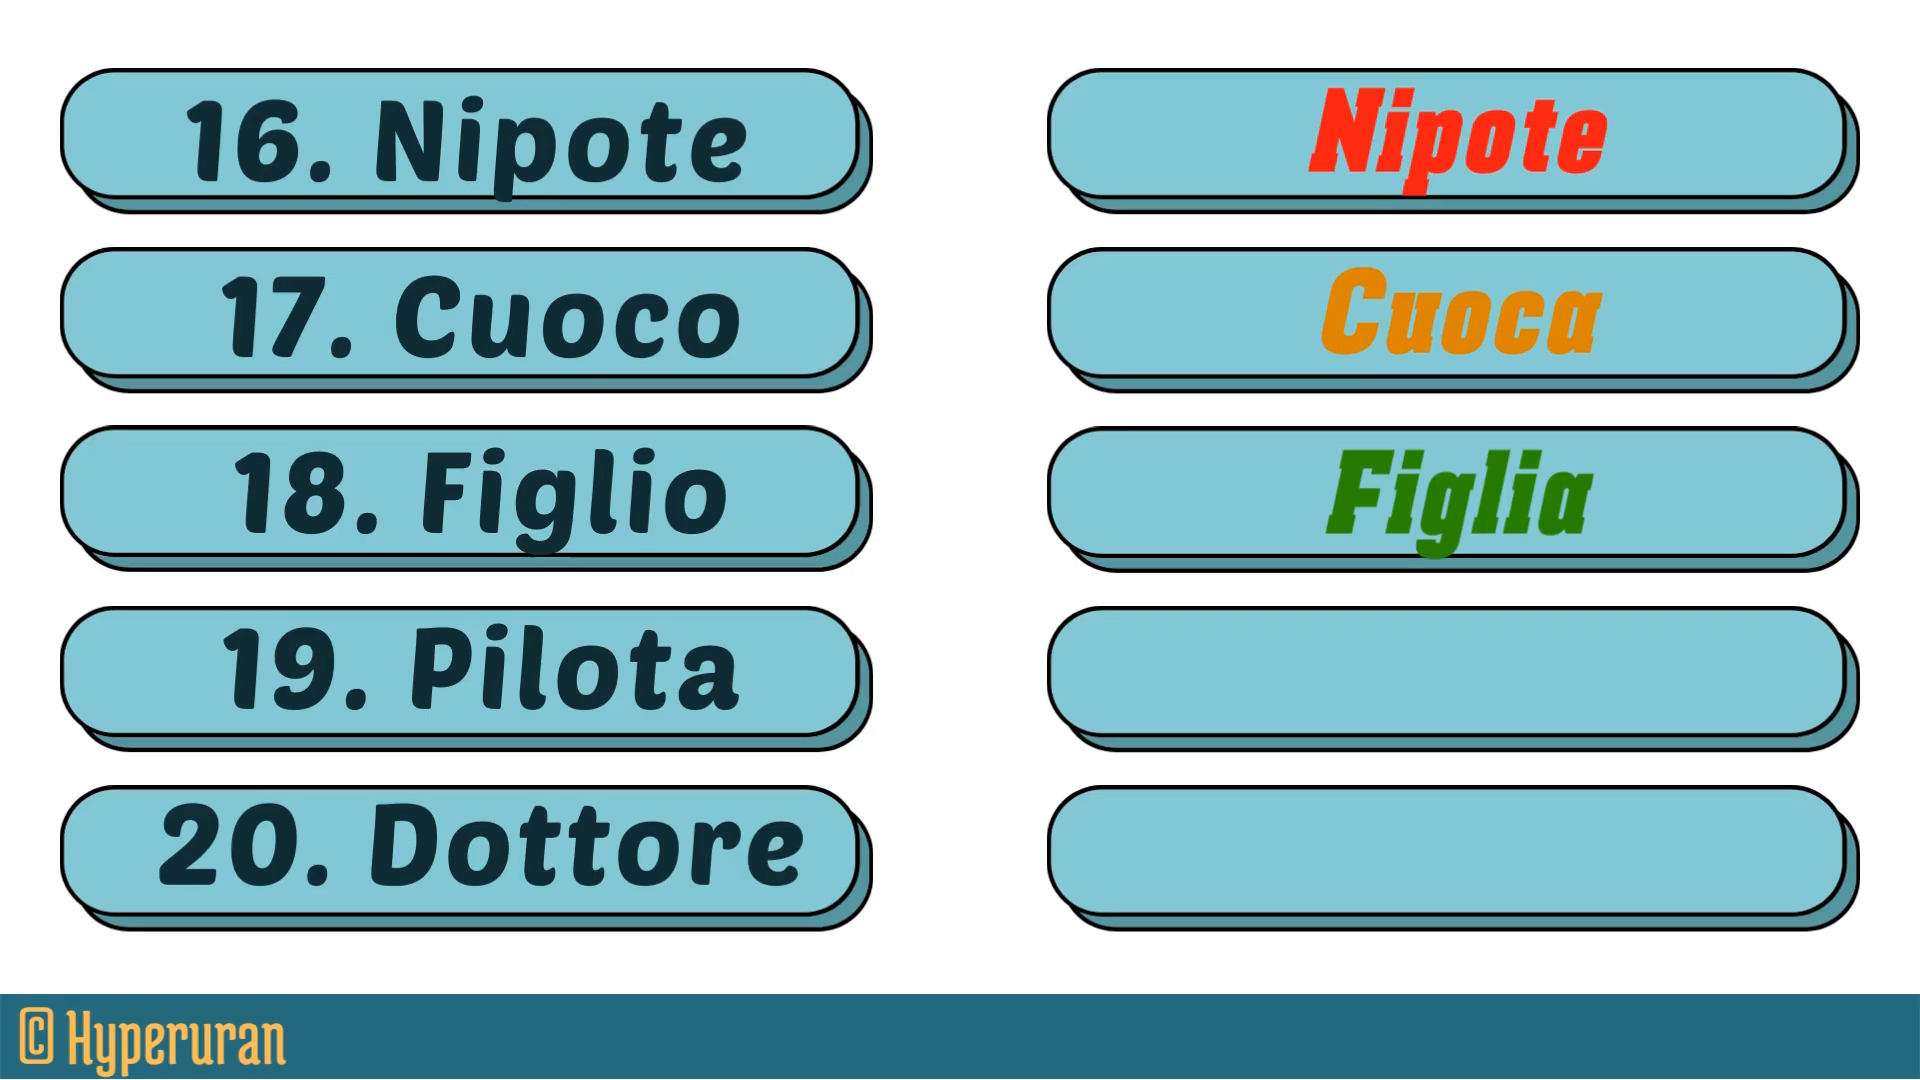 16. Nipote
Nipote
17. Cuoco
Cuoca
18. Figlio
Figlia
19. Pilota
20. Dottore
© Hyperuran